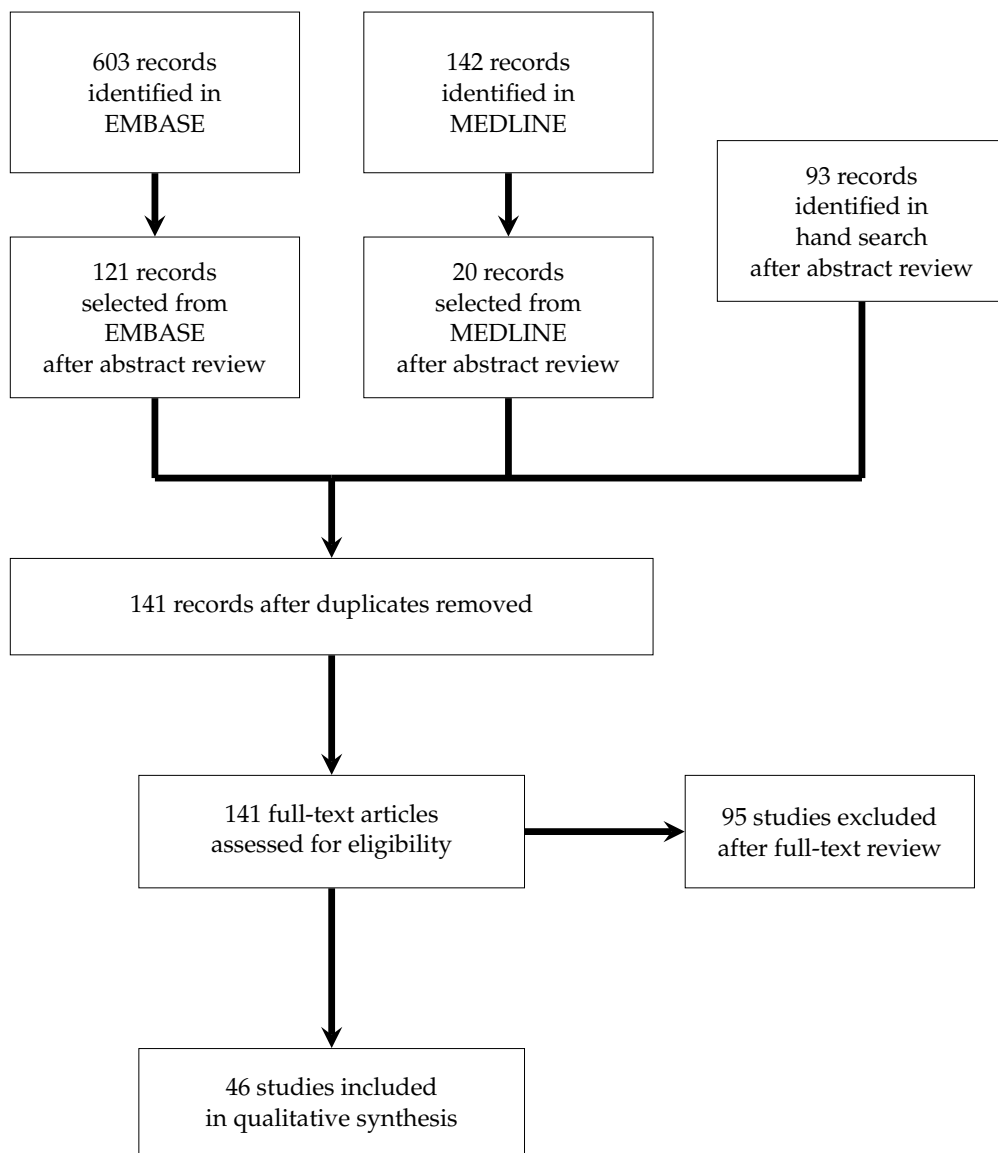 603 records
identified in
EMBASE
142 records
identified in
MEDLINE
93 records
identified in
hand search
after abstract review
121 records
selected from
EMBASE
after abstract review
20 records
selected from
MEDLINE
after abstract review
141 records after duplicates removed
141 full-text articles
assessed for eligibility
95 studies excluded
after full-text review
46 studies included
in qualitative synthesis